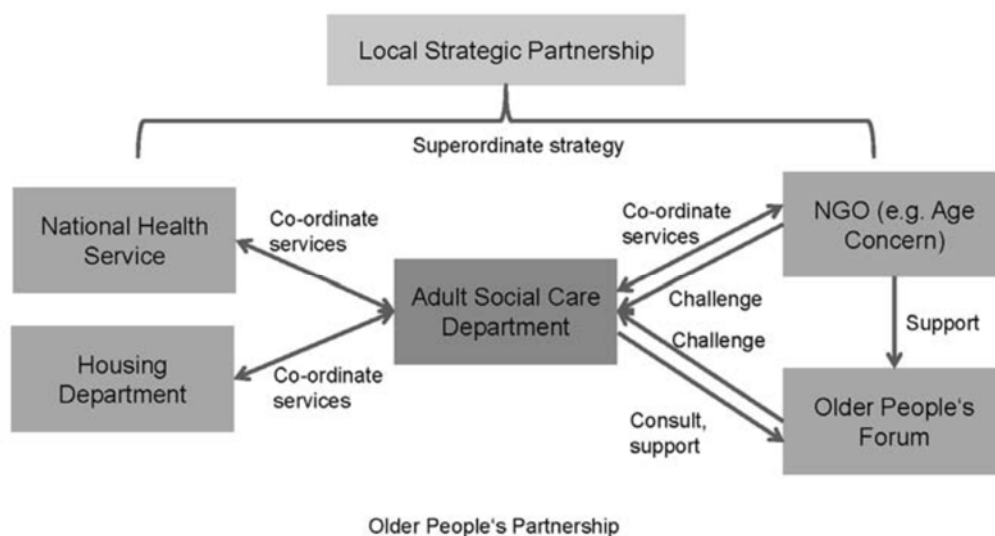 Local Strategic Partnership
Superordinate strategy
National Health
Service
Co-ordinate
services
Co-ordinate
services
NGO (e.g. Age
Concern)
Adult Social Care
Department
Challenge
Challenge
Support
Housing
Department
Co-ordinate
services
Consult,
support
Older People's
Forum
Older People's Partnership